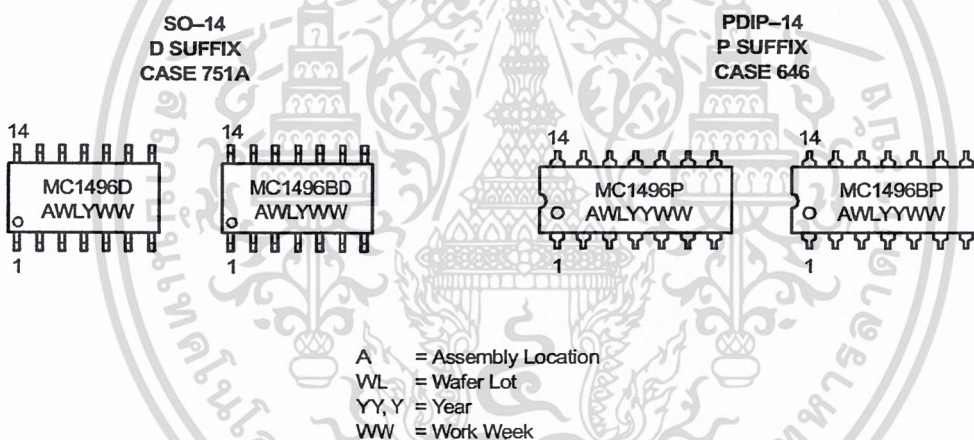 SO–14
D SUFFIX
CASE 751A
PDIP–14
P SUFFIX
CASE 646
14
MC1496D
AWLYWW
1
14
MC1496BD
AWLYWW
1
14
MC1496P
AWLYYWW
1
14
MC1496BP
AWLYYWW
1
A = Assembly Location
WL = Wafer Lot
YY, Y = Year
WW = Work Week